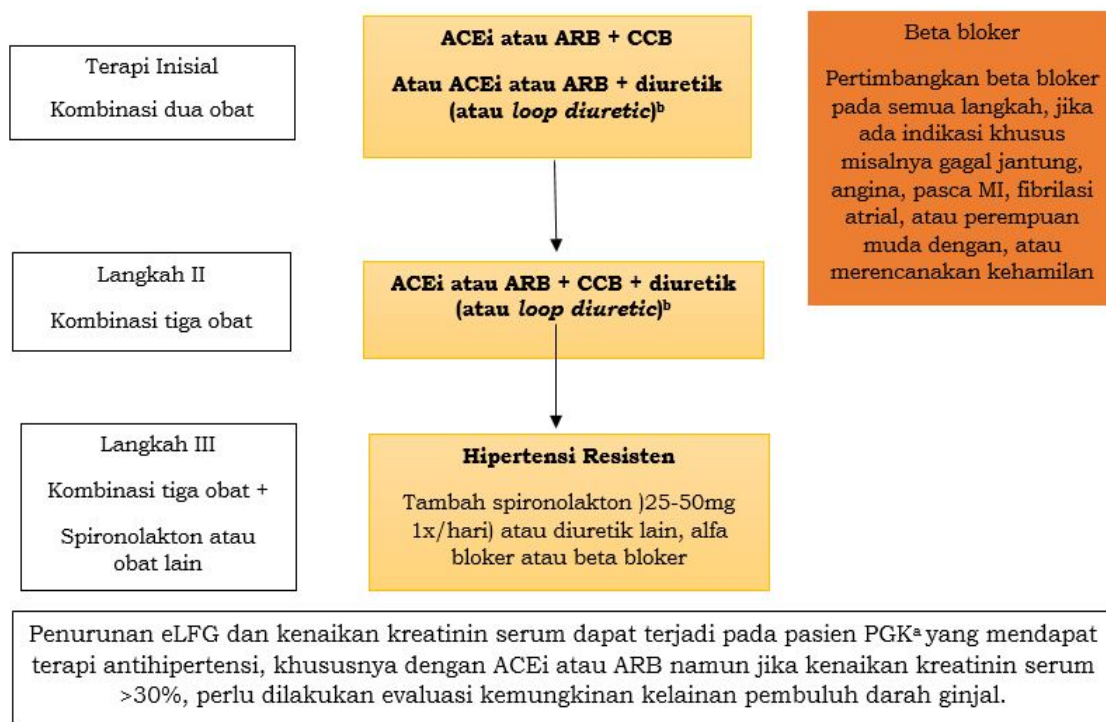 Terapi Inisial
Kombinasi dua obat
ACEi atau ARB + CCB
Atau ACEi atau ARB + diuretik
(atau loop diuretic)ᵇ
Beta bloker
Pertimbangkan beta bloker
pada semua langkah, jika
ada indikasi khusus
misalnya gagal jantung,
angina, pasca MI, fibrilasi
atrial, atau perempuan
muda dengan, atau
merencanakan kehamilan
Langkah II
Kombinasi tiga obat
ACEi atau ARB + CCB + diuretik
(atau loop diuretic)ᵇ
Langkah III
Kombinasi tiga obat +
Spironolakton atau
obat lain
Hipertensi Resisten
Tambah spironolakton )25-50mg
1x/hari) atau diuretik lain, alfa
bloker atau beta bloker
Penurunan eLFG dan kenaikan kreatinin serum dapat terjadi pada pasien PGKᵃ yang mendapat
terapi antihipertensi, khususnya dengan ACEi atau ARB namun jika kenaikan kreatinin serum
>30%, perlu dilakukan evaluasi kemungkinan kelainan pembuluh darah ginjal.